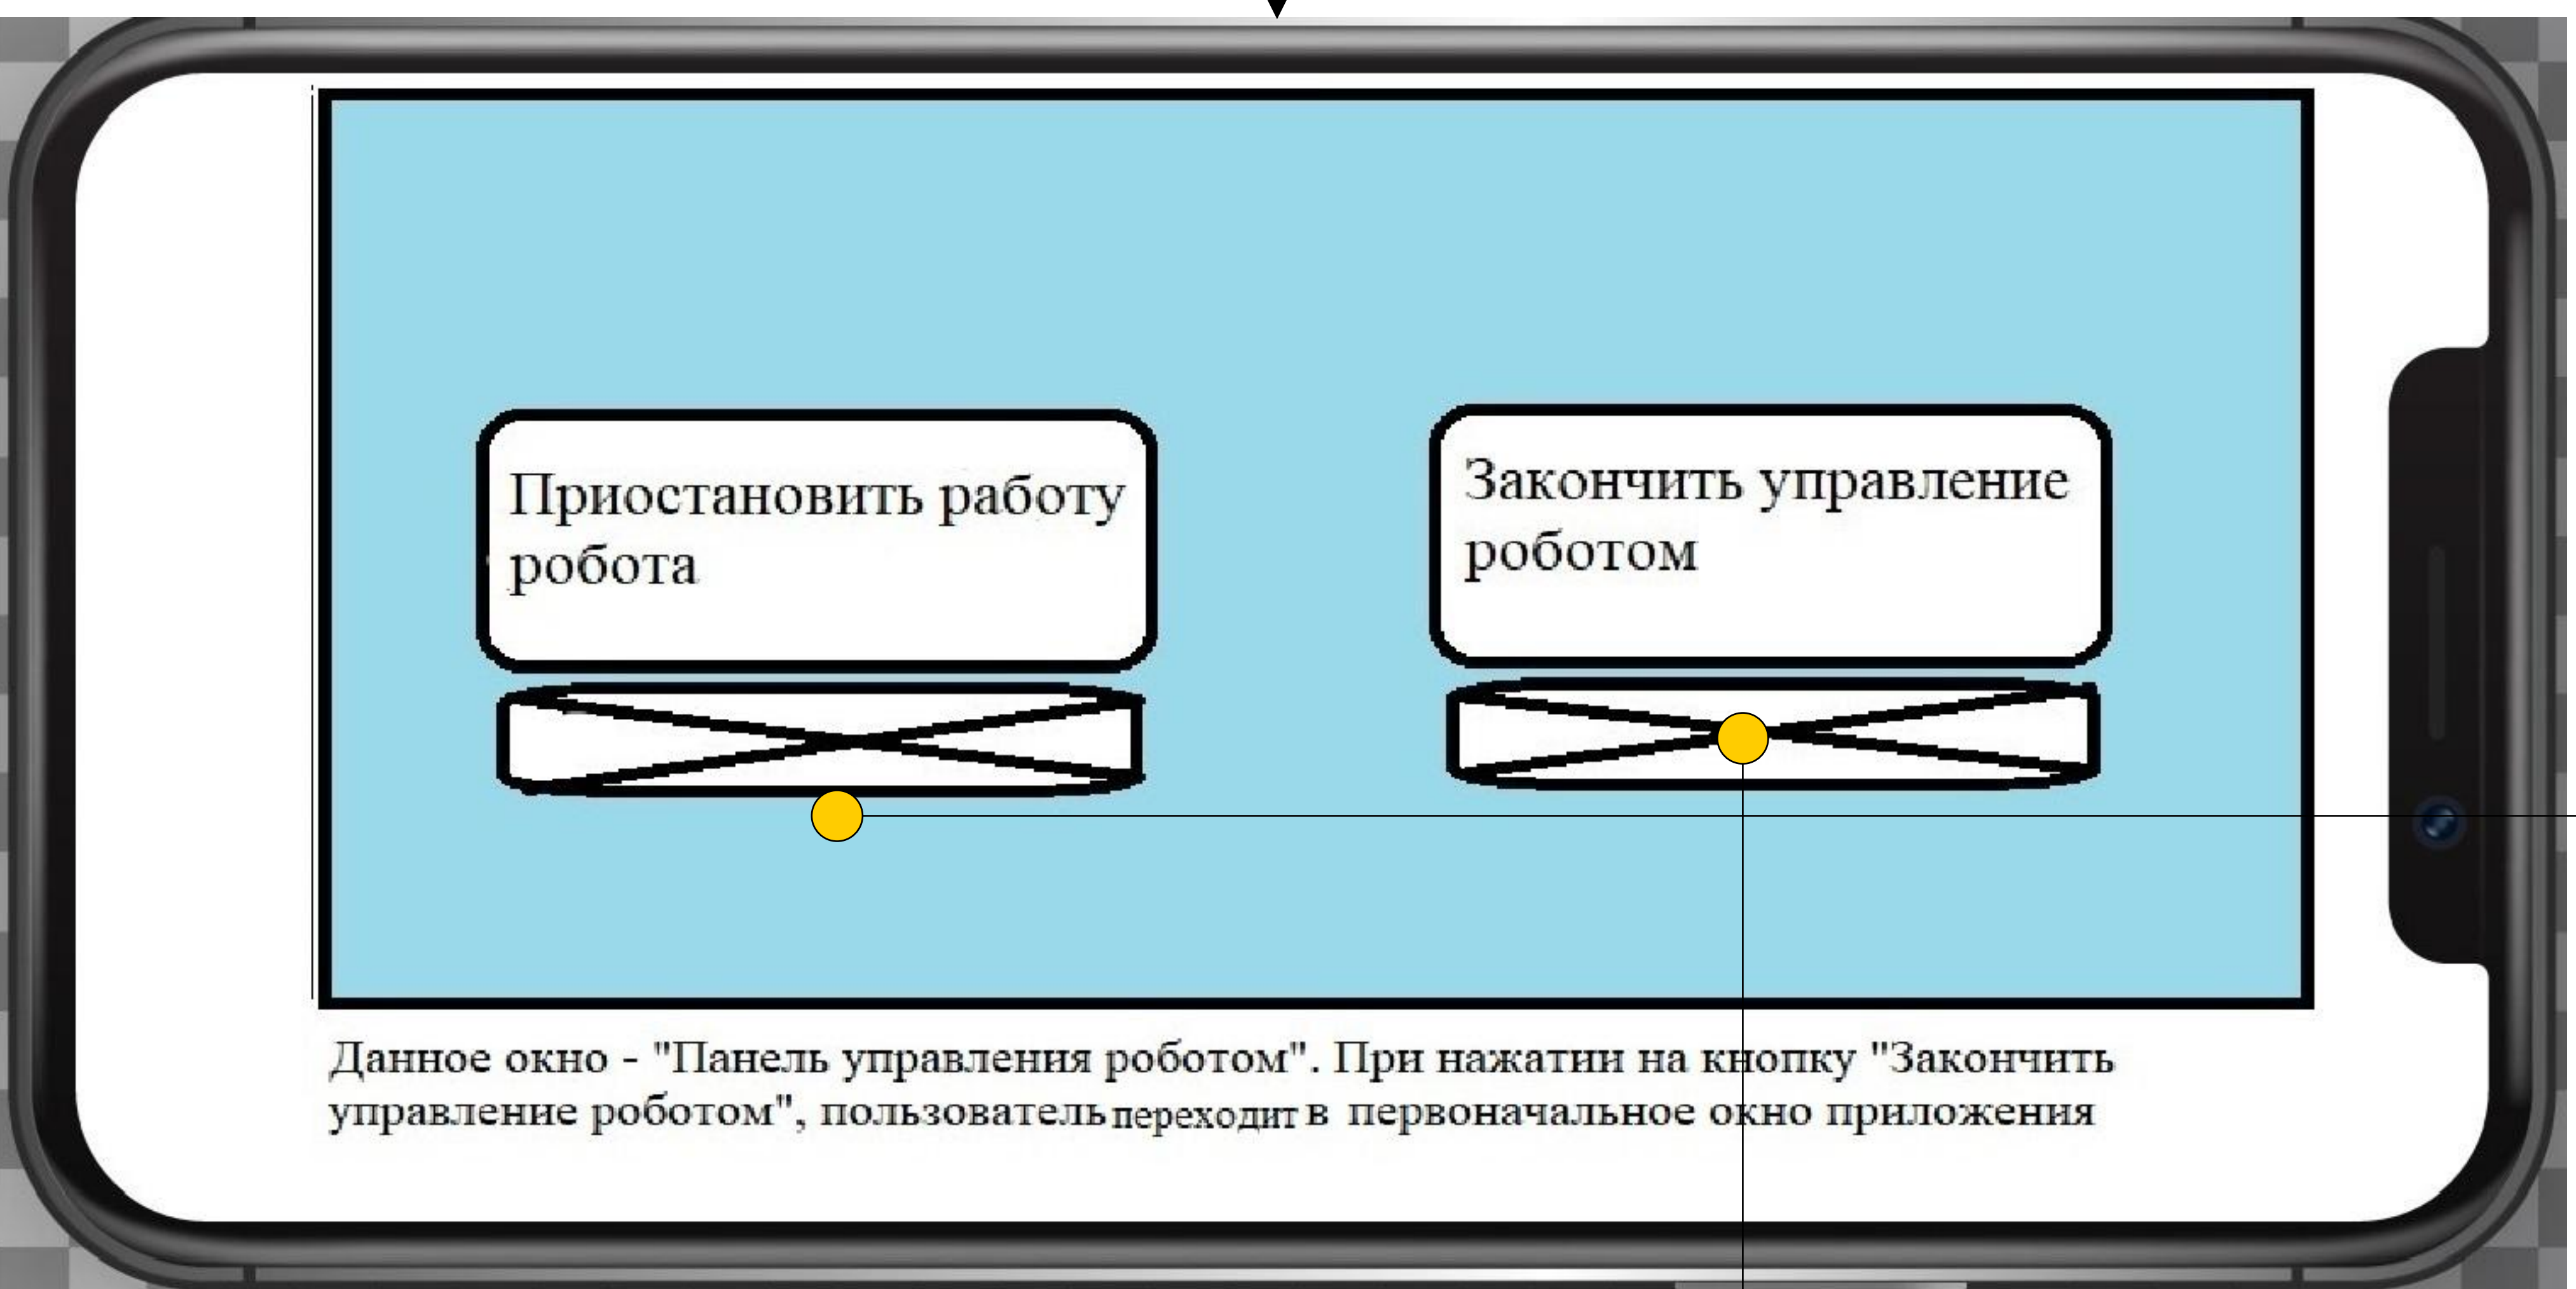 Приостановить работу
робота
Закончить управление
роботом
Данное окно - "Панель управления роботом". При нажатии на кнопку "Закончить
управление роботом", пользователь переходит в первоначальное окно приложения